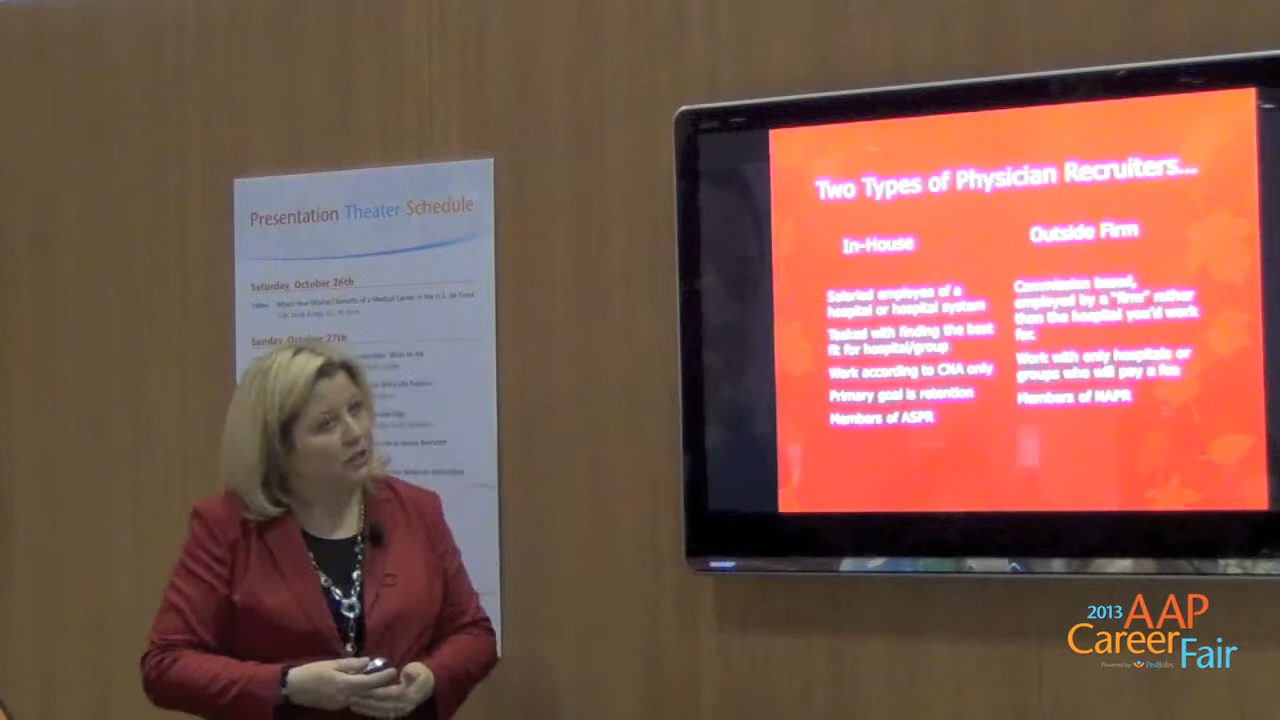 Presentation Theater Schedule
Saturday, October 26th
Sunday, October 27th
Two Types of Physician Recruiters...
In-House
Salaried employee of a
hospital or hospital system
Tasked with finding the best
fit for hospital/group
Work according to CNA only
Primary goal is retention
Members of ASPR
Outside Firm
Commission based,
employed by a "firm" rather
than the hospital you'd work
for.
Work with only hospitals or
groups who will pay a fee
Members of NAPR
2013 AAP
Career Fair
Powered by PedJobs